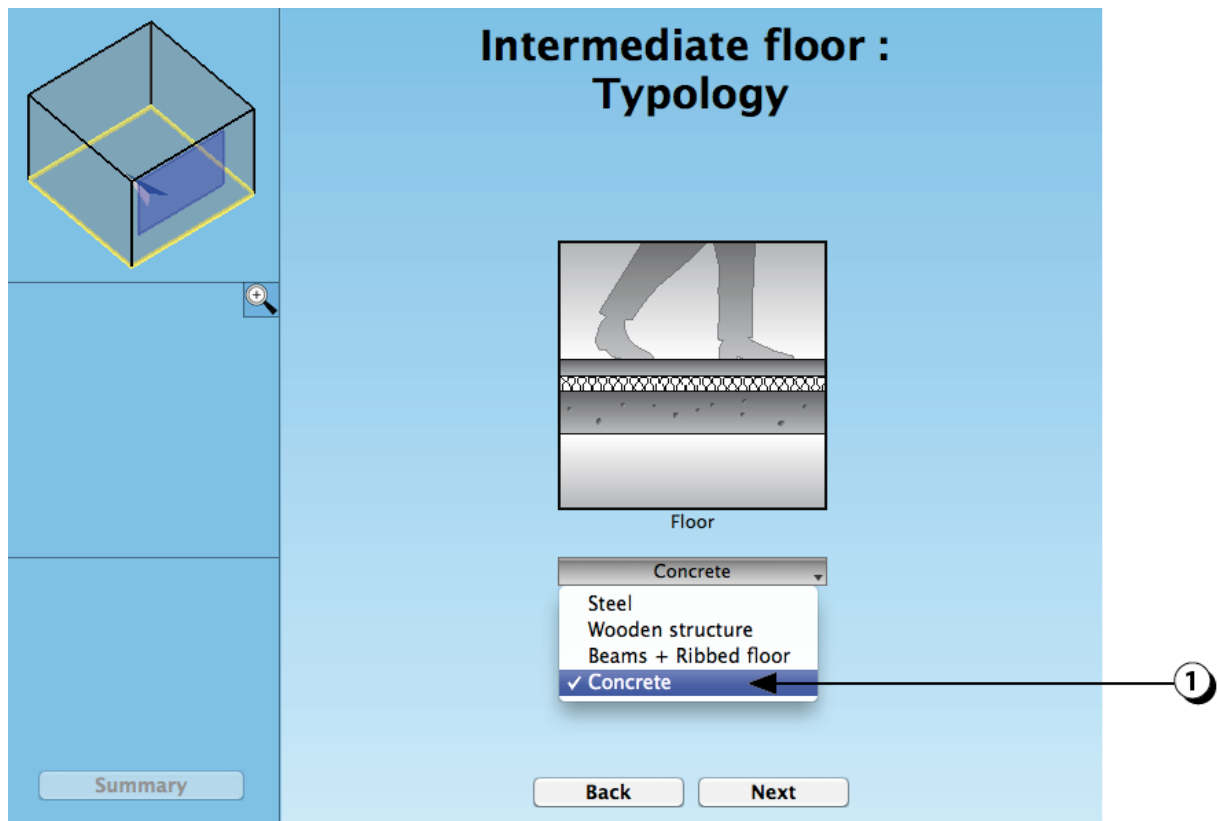 Intermediate floor :
Typology
Floor
Concrete
Steel
Wooden structure
Beams + Ribbed floor
✓ Concrete
1
Summary
Back
Next